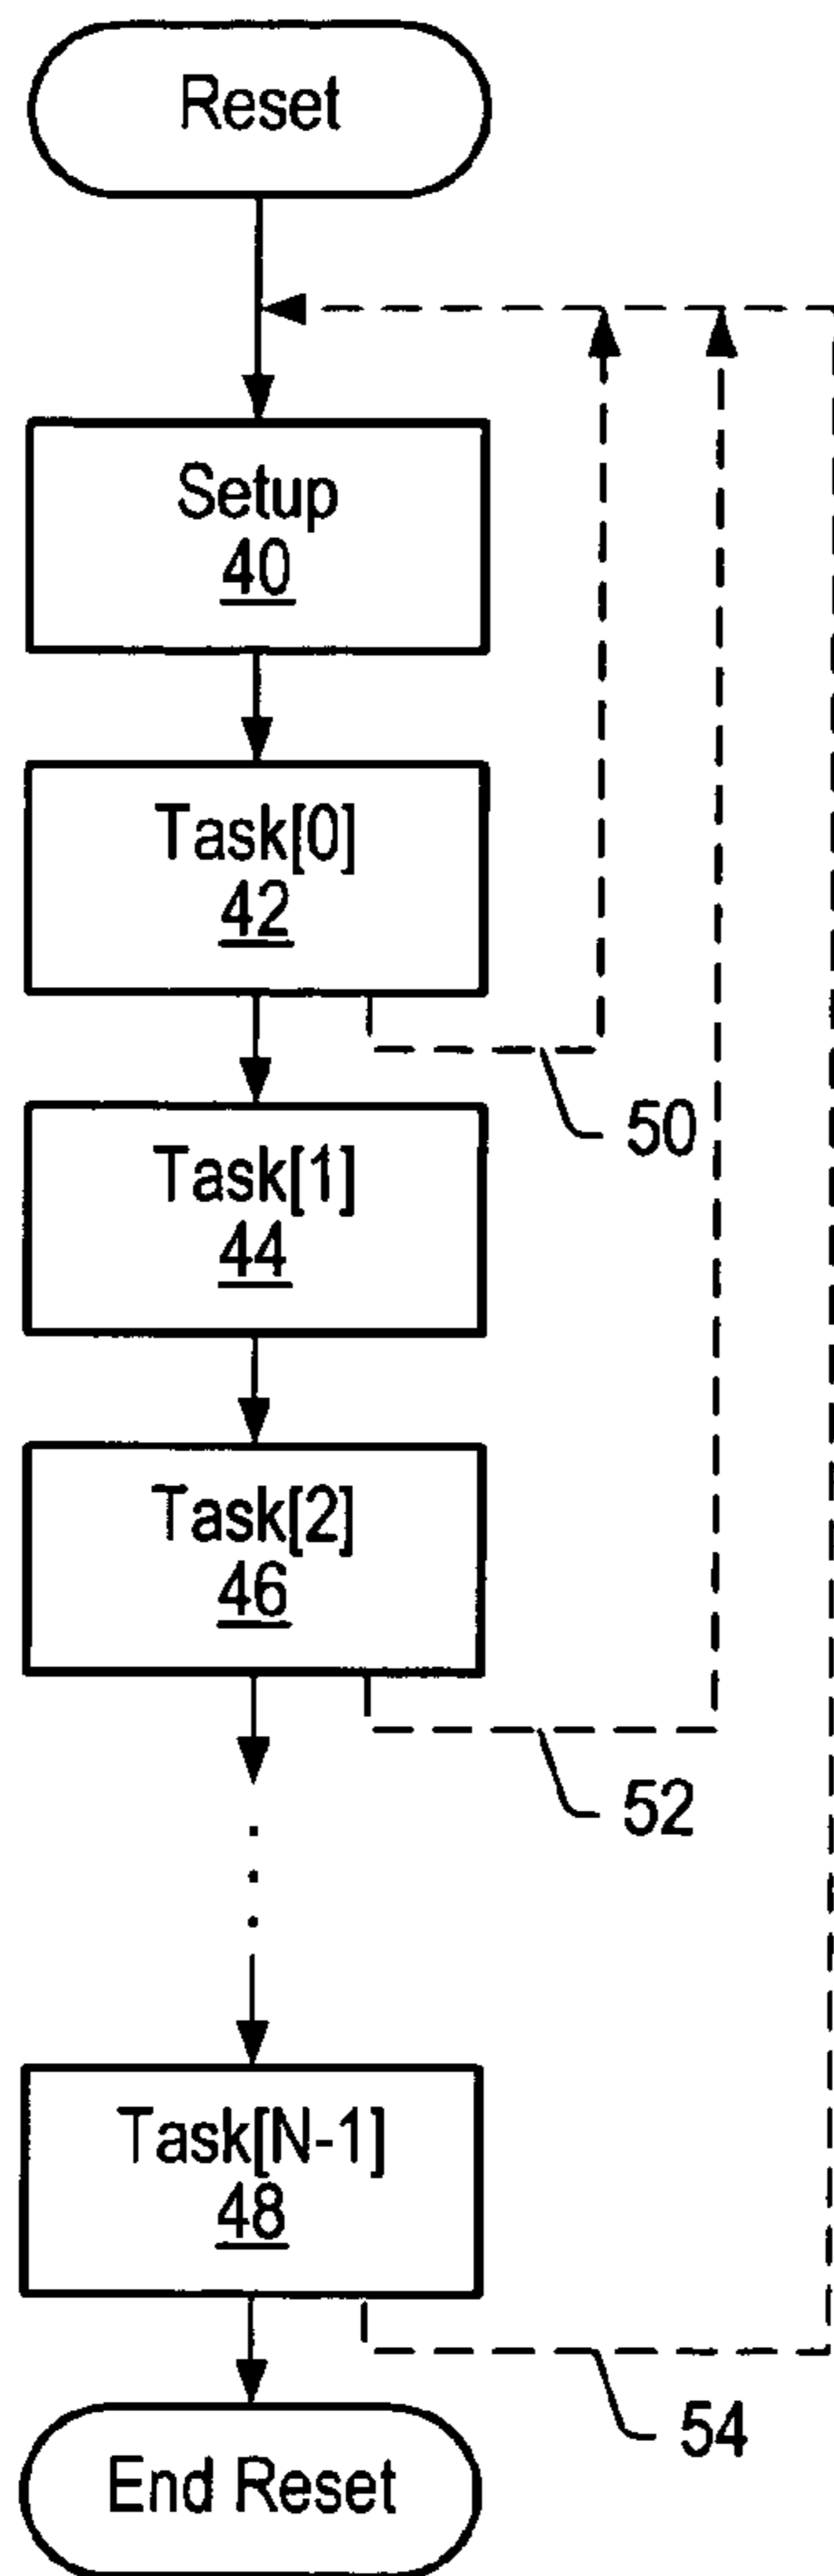 Reset
Setup
40
Task[0]
42
50
Task[1]
44
Task[2]
46
52
Task[N-1]
48
54
End Reset